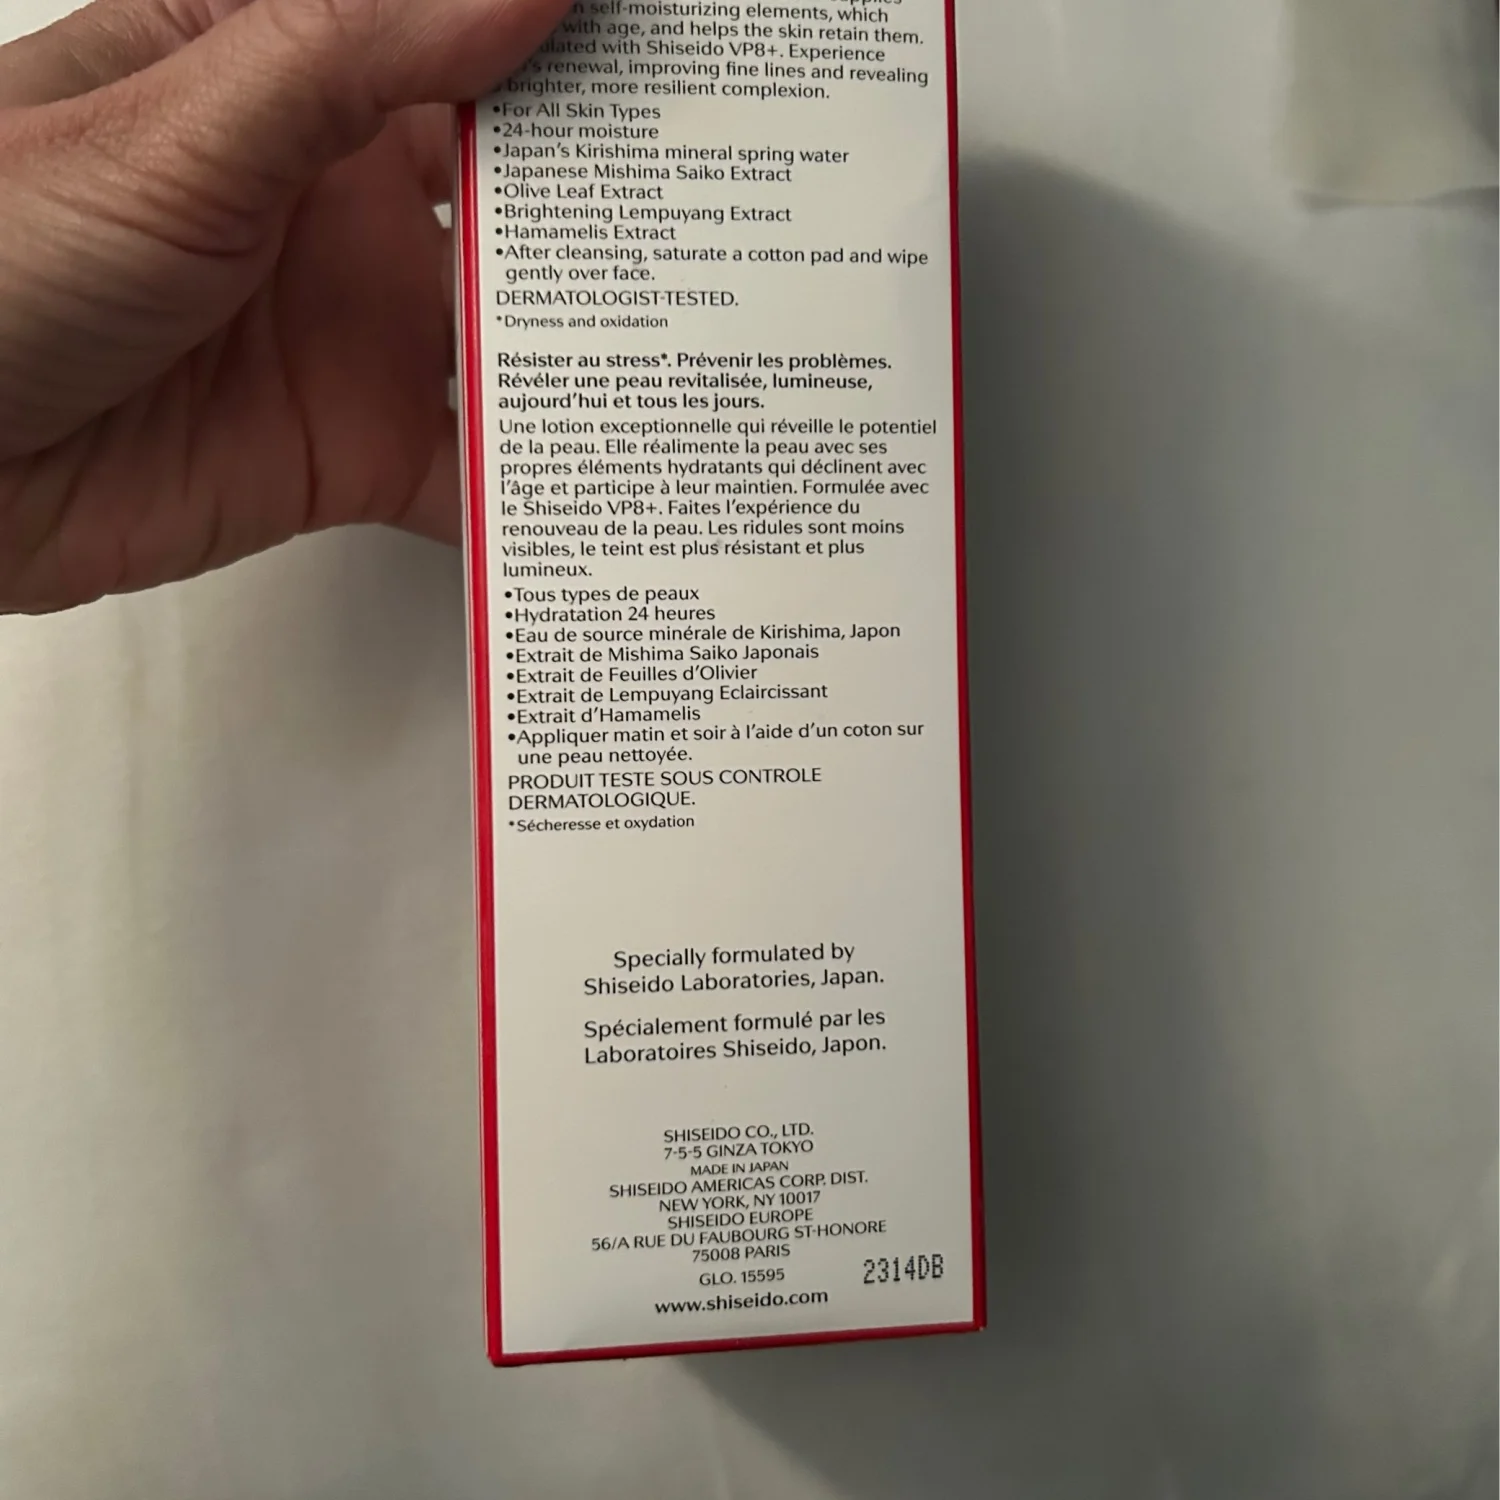 self-moisturizing elements, which
with age, and helps the skin retain them.
with Shiseido VP8+. Experience
renewal, improving fine lines and revealing
brighter, more resilient complexion.
•For All Skin Types
•24-hour moisture
•Japan's Kirishima mineral spring water
•Japanese Mishima Saiko Extract
•Olive Leaf Extract
•Brightening Lempuyang Extract
•Hamamelis Extract
•After cleansing, saturate a cotton pad and wipe
gently over face.
DERMATOLOGIST-TESTED.
*Dryness and oxidation
Résister au stress*. Prévenir les problèmes.
Révéler une peau revitalisée, lumineuse,
aujourd'hui et tous les jours.
Une lotion exceptionnelle qui réveille le potentiel
de la peau. Elle réalimente la peau avec ses
propres éléments hydratants qui déclinent avec
l'âge et participe à leur maintien. Formulée avec
le Shiseido VP8+. Faites l'expérience du
renouveau de la peau. Les ridules sont moins
visibles, le teint est plus résistant et plus
lumineux.
•Tous types de peaux
•Hydratation 24 heures
•Eau de source minérale de Kirishima, Japon
•Extrait de Mishima Saiko Japonais
•Extrait de Feuilles d'Olivier
•Extrait de Lempuyang Eclaircissant
•Extrait d'Hamamelis
•Appliquer matin et soir à l'aide d'un coton sur
une peau nettoyée.
PRODUIT TESTE SOUS CONTROLE
DERMATOLOGIQUE.
*Sécheresse et oxydation
Specially formulated by
Shiseido Laboratories, Japan.
Spécialement formulé par les
Laboratoires Shiseido, Japon.
SHISEIDO CO., LTD.
7-5-5 GINZA TOKYO
MADE IN JAPAN
SHISEIDO AMERICAS CORP. DIST.
NEW YORK, NY 10017
SHISEIDO EUROPE
56/A RUE DU FAUBOURG ST-HONORE
75008 PARIS
GLO. 15595
2314DB
www.shiseido.com